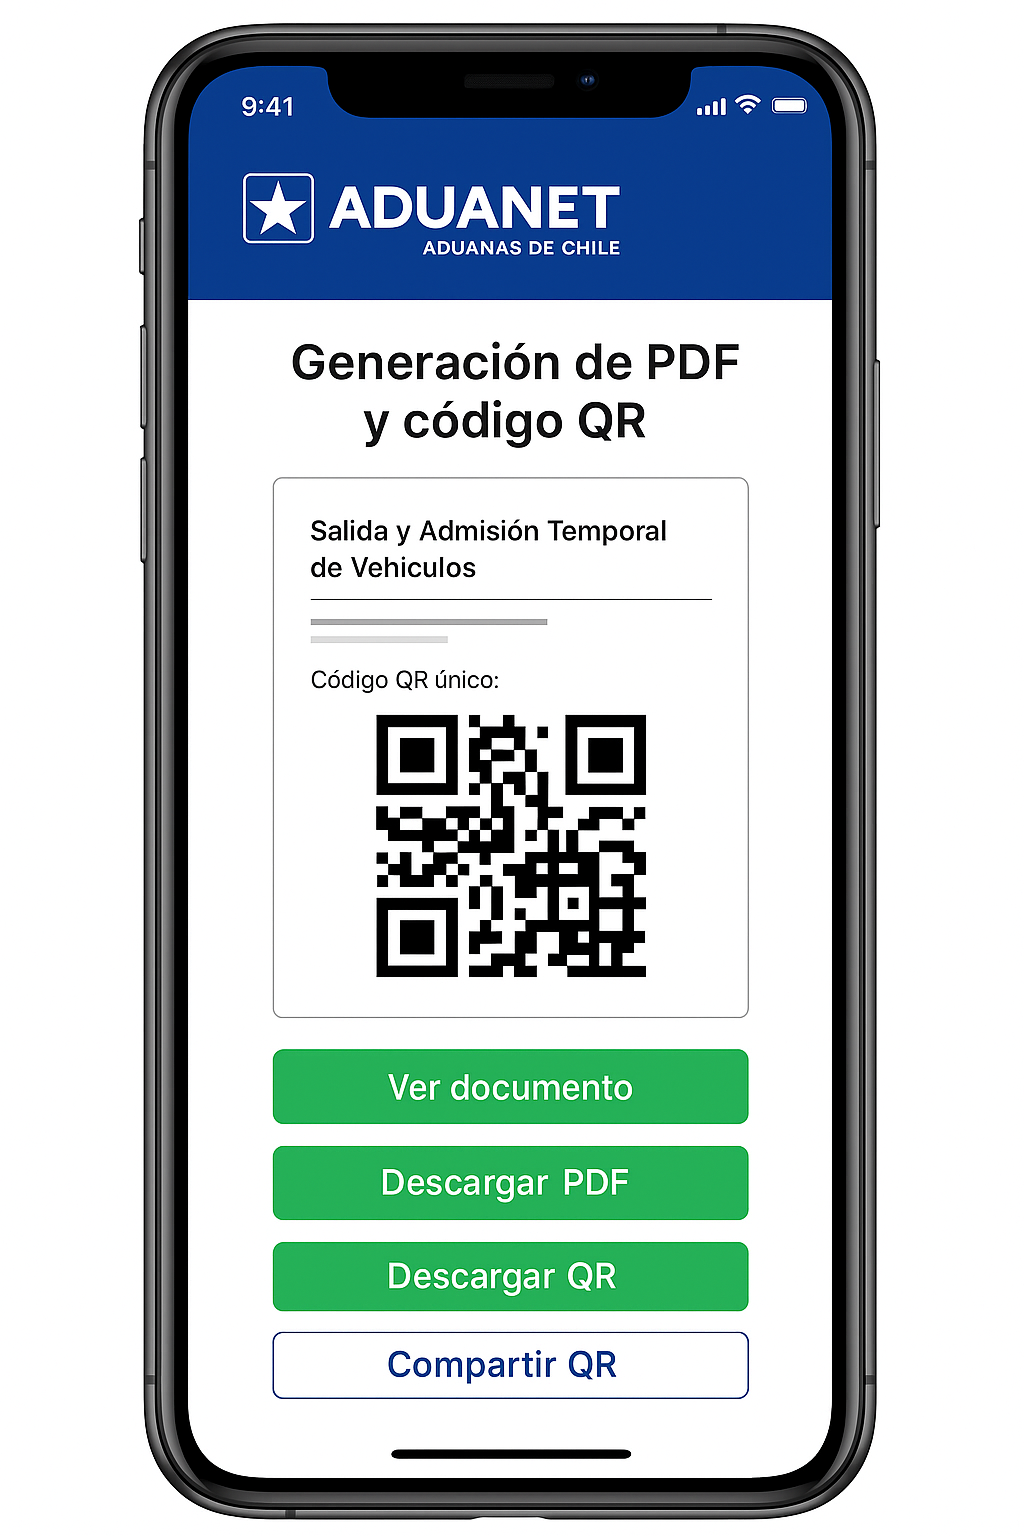 9:41
ADUANET
ADUANAS DE CHILE
Generación de PDF
y código QR
Salida y Admisión Temporal
de Vehiculos
Código QR único:
Ver documento
Descargar PDF
Descargar QR
Compartir QR